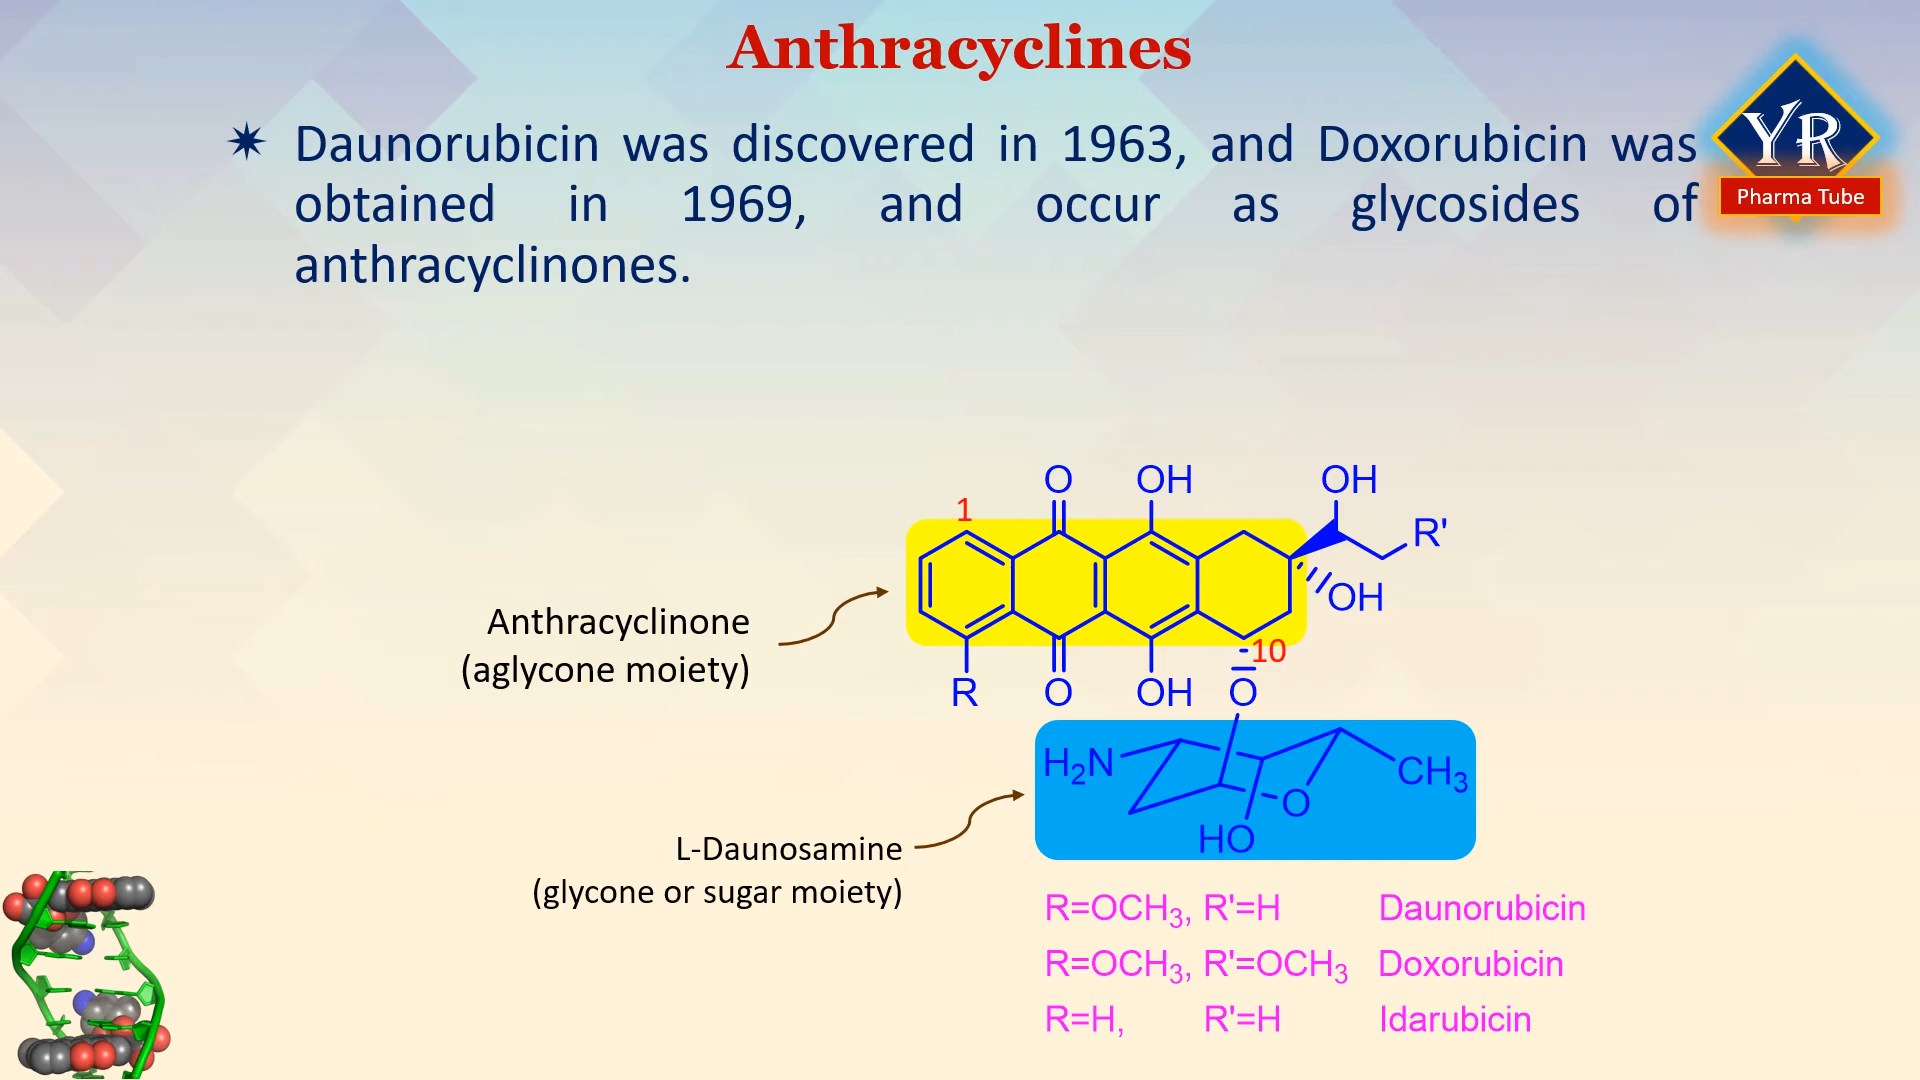 Anthracyclines
✷ Daunorubicin was discovered in 1963, and Doxorubicin was
obtained in 1969, and occur as glycosides of
anthracyclinones.
YR
Pharma Tube
O OH OH
1
R'
OH
Anthracyclinone
(aglycone moiety)
10
R O OH O
H₂N
CH₃
O
HO
L-Daunosamine
(glycone or sugar moiety)
R=OCH₃, R'=H Daunorubicin
R=OCH₃, R'=OCH₃ Doxorubicin
R=H, R'=H Idarubicin